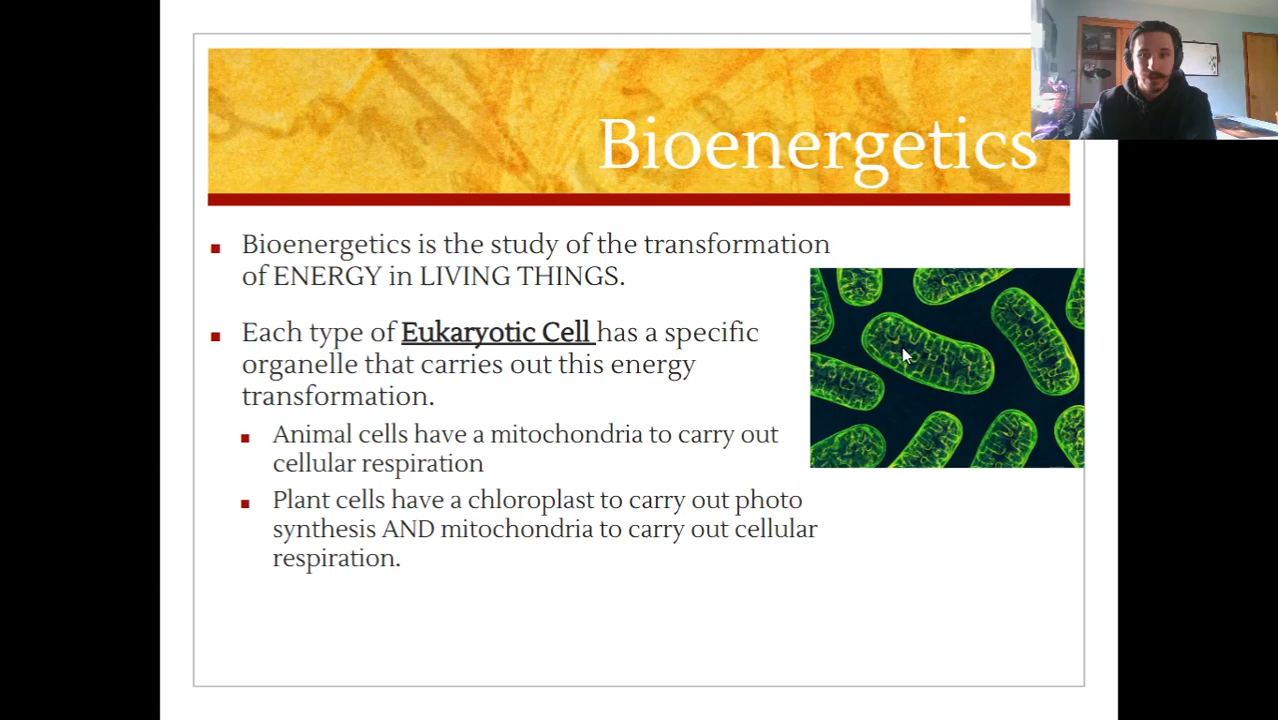 Bioenergetics
Bioenergetics is the study of the transformation
of ENERGY in LIVING THINGS.
Each type of Eukaryotic Cell has a specific
organelle that carries out this energy
transformation.
Animal cells have a mitochondria to carry out
cellular respiration
Plant cells have a chloroplast to carry out photo
synthesis AND mitochondria to carry out cellular
respiration.